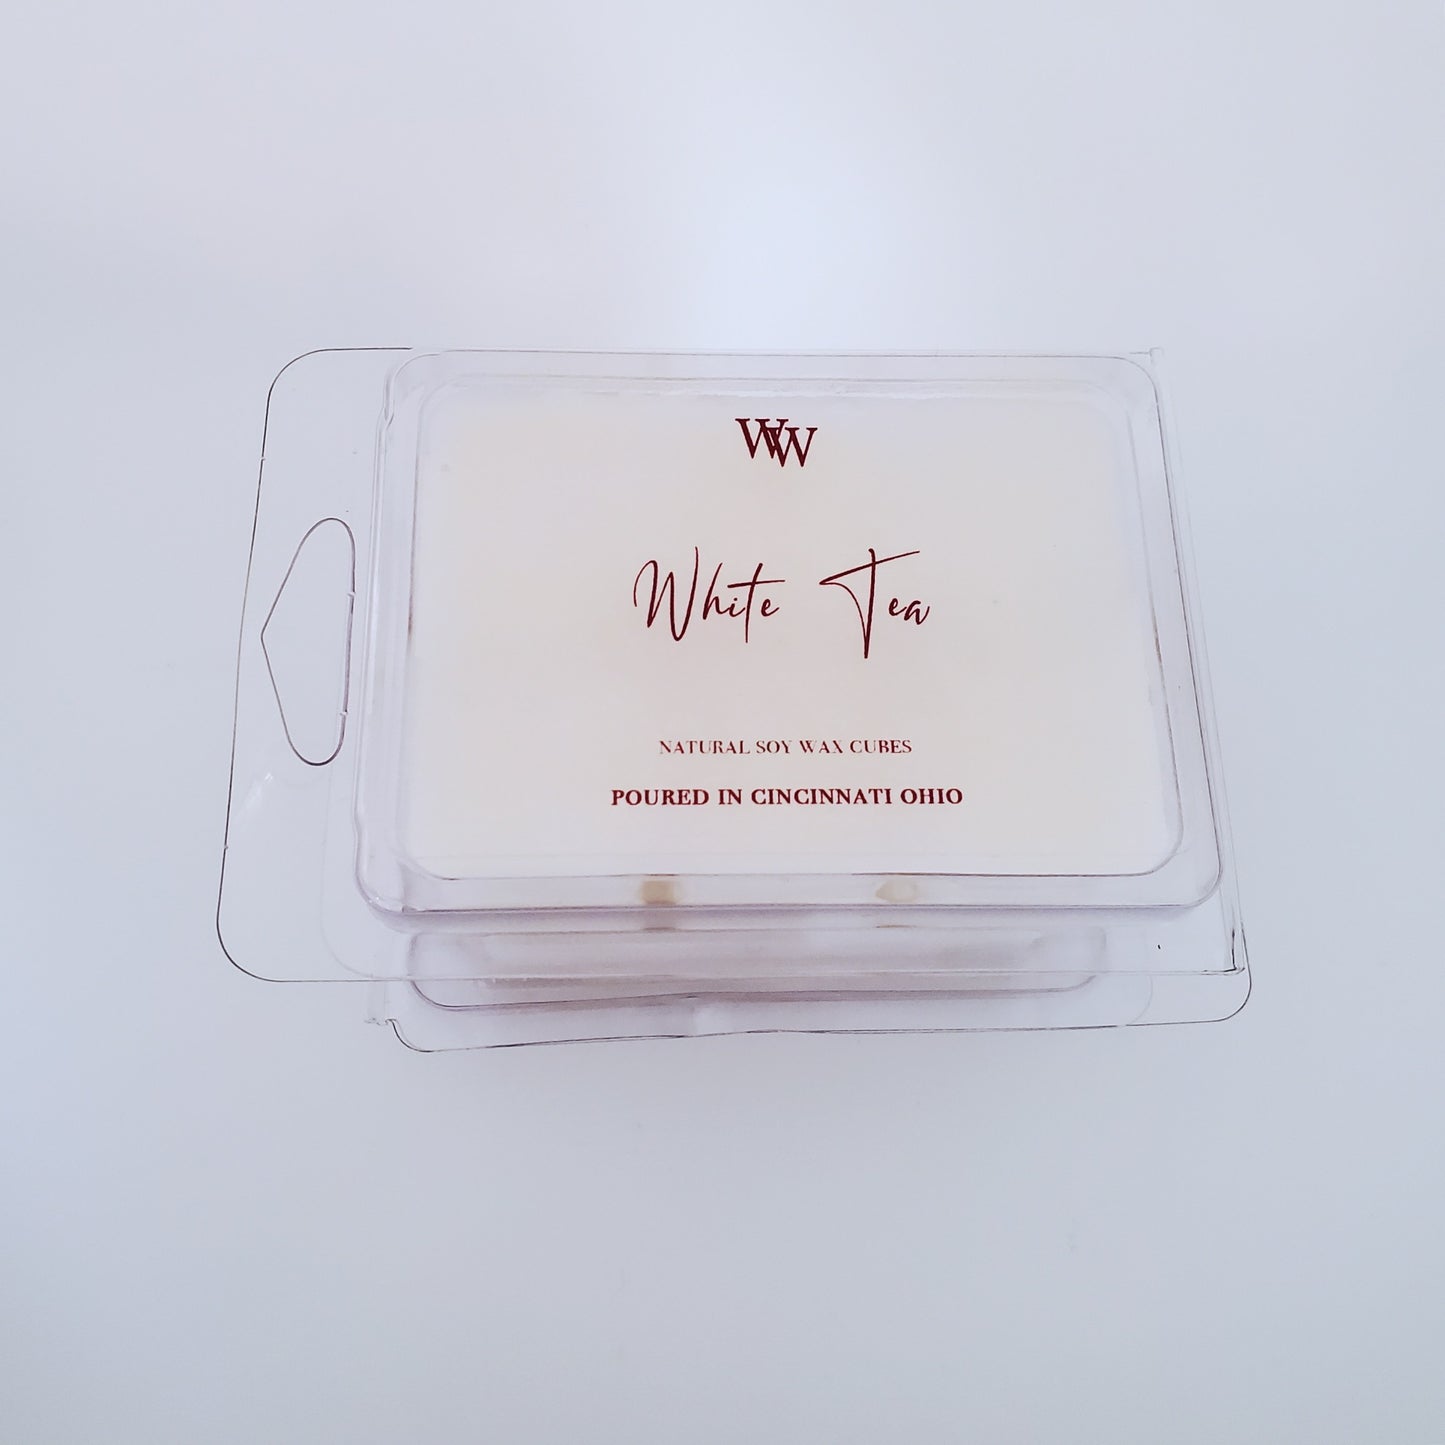 WW
White Tea
NATURAL SOY WAX CUBES
POURED IN CINCINNATI OHIO